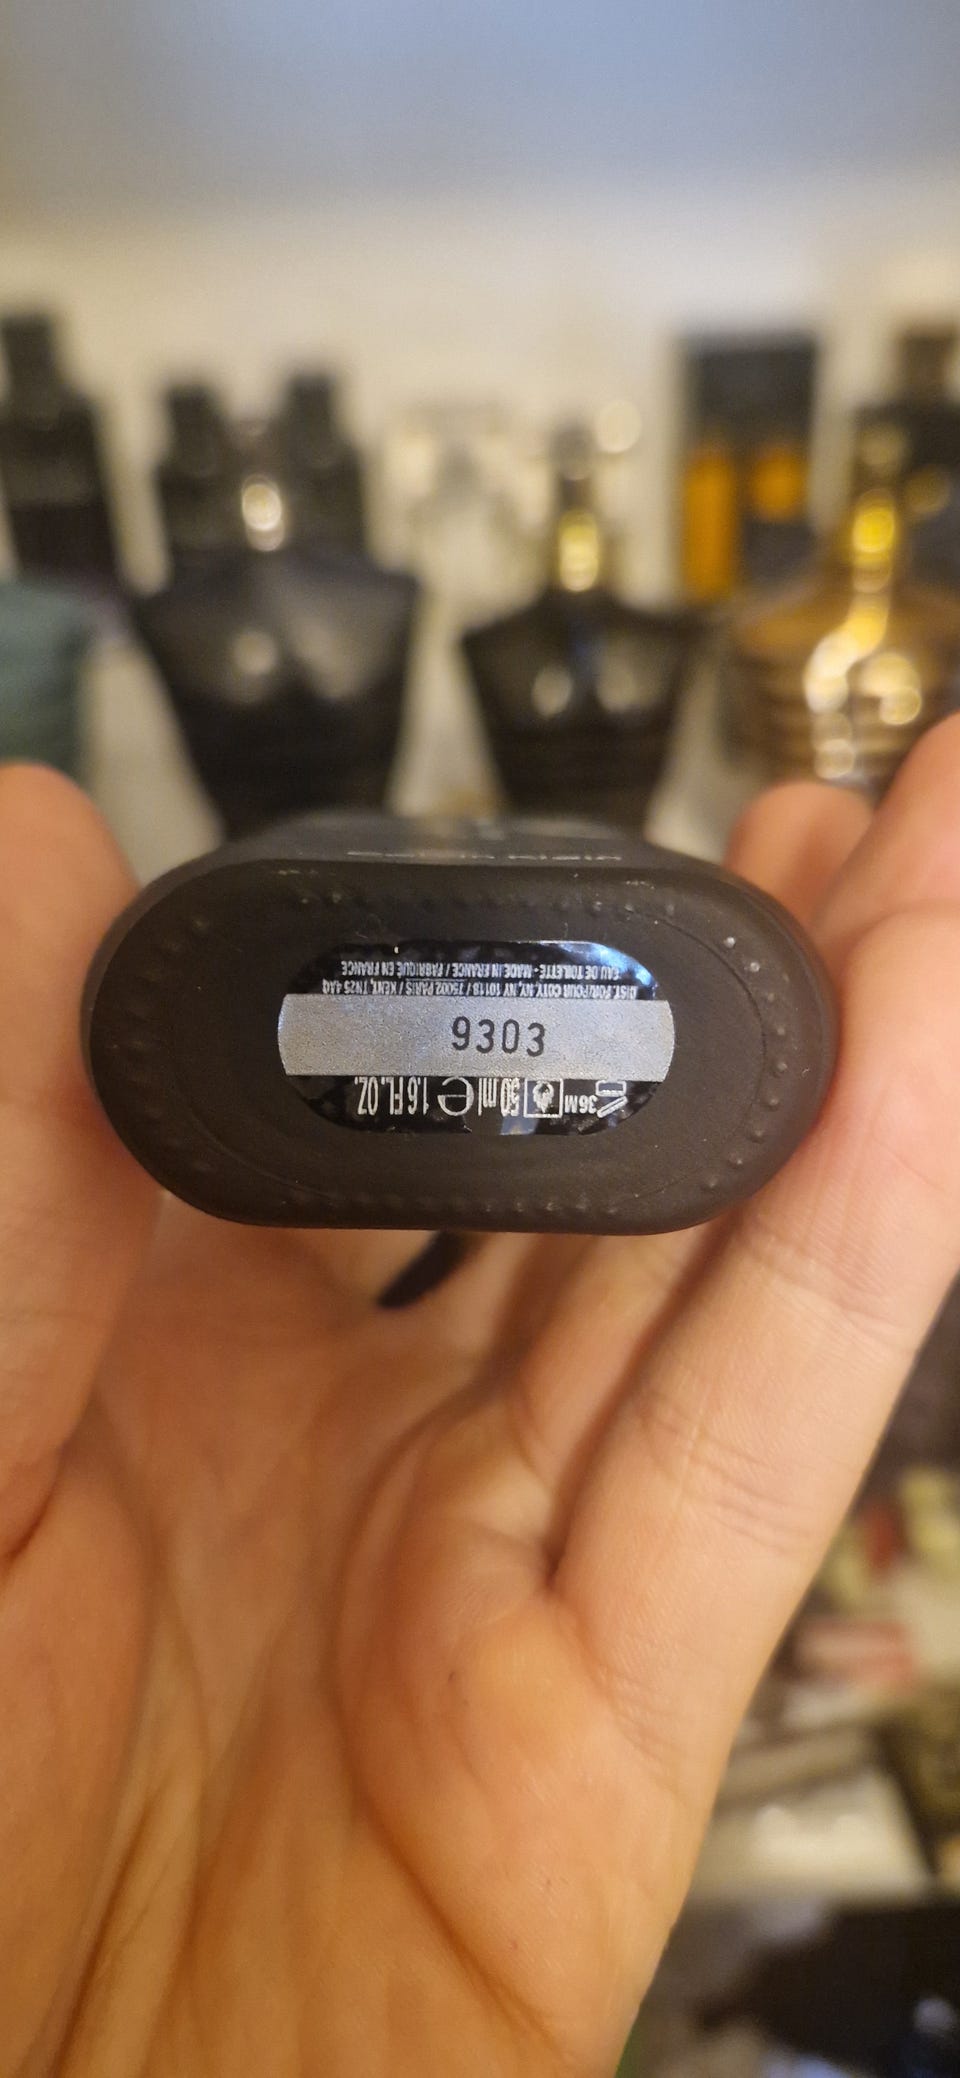 36M 50 ml e 1.6 FL.OZ.
9303
DIST. FOR/POUR COTY, NY, NY 10118 / 75002 PARIS / KENT, TN25 4AQ
EAU DE TOILETTE - MADE IN FRANCE / FABRIQUÉ EN FRANCE